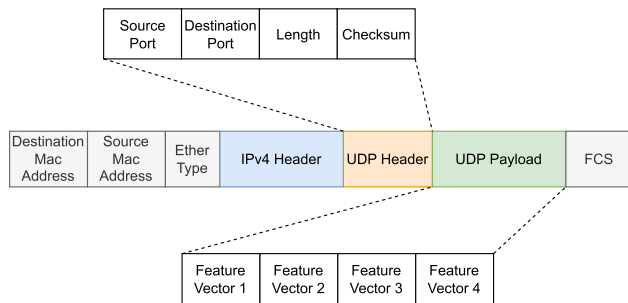 Source
Port
Destination
Port
Length
Checksum
Destination
Mac
Address
Source
Mac
Address
Ether
Type
IPv4 Header
UDP Header
UDP Payload
FCS
Feature
Vector 1
Feature
Vector 2
Feature
Vector 3
Feature
Vector 4